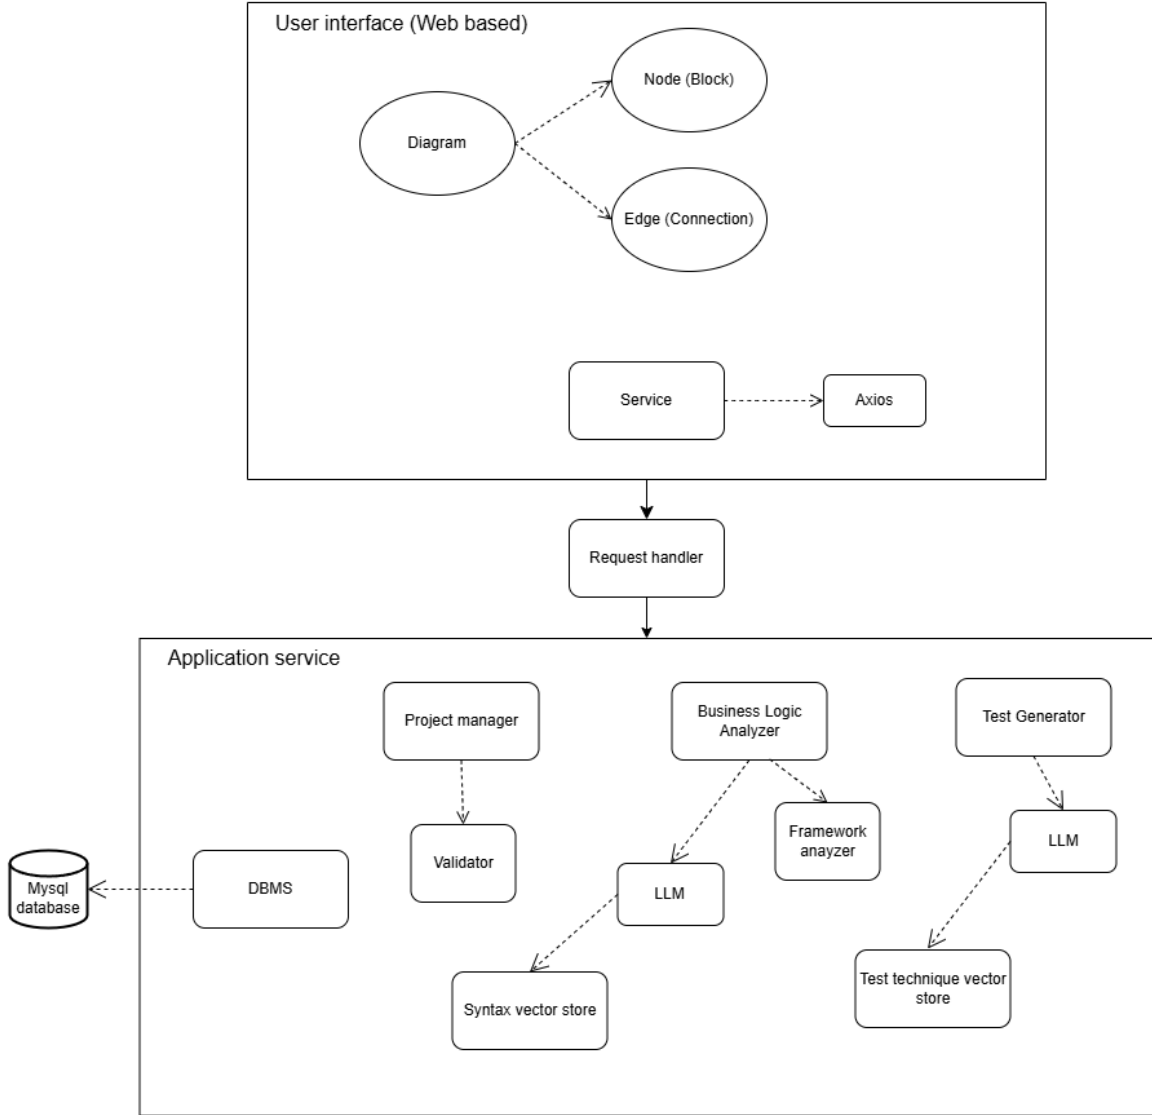 User interface (Web based)
Node (Block)
Diagram
Edge (Connection)
Service
Axios
Request handler
Application service
Project manager
Business Logic
Analyzer
Test Generator
Validator
Framework
anayzer
LLM
Mysql
database
DBMS
LLM
Syntax vector store
Test technique vector
store